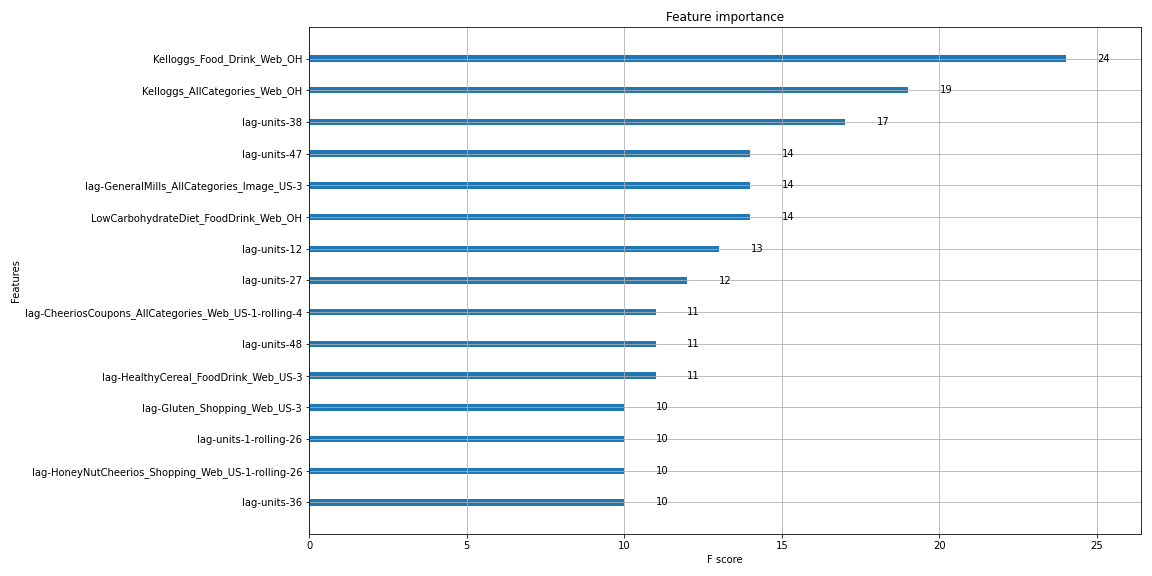 Feature importance
Kelloggs_Food_Drink_Web_OH 24
Kelloggs_AllCategories_Web_OH 19
lag-units-38 17
lag-units-47 14
lag-GeneralMills_AllCategories_Image_US-3 14
LowCarbohydrateDiet_FoodDrink_Web_OH 14
lag-units-12 13
lag-units-27 12
lag-CheeriosCoupons_AllCategories_Web_US-1-rolling-4 11
lag-units-48 11
lag-HealthyCereal_FoodDrink_Web_US-3 11
lag-Gluten_Shopping_Web_US-3 10
lag-units-1-rolling-26 10
lag-HoneyNutCheerios_Shopping_Web_US-1-rolling-26 10
lag-units-36 10
Features
0 5 10 15 20 25
F score